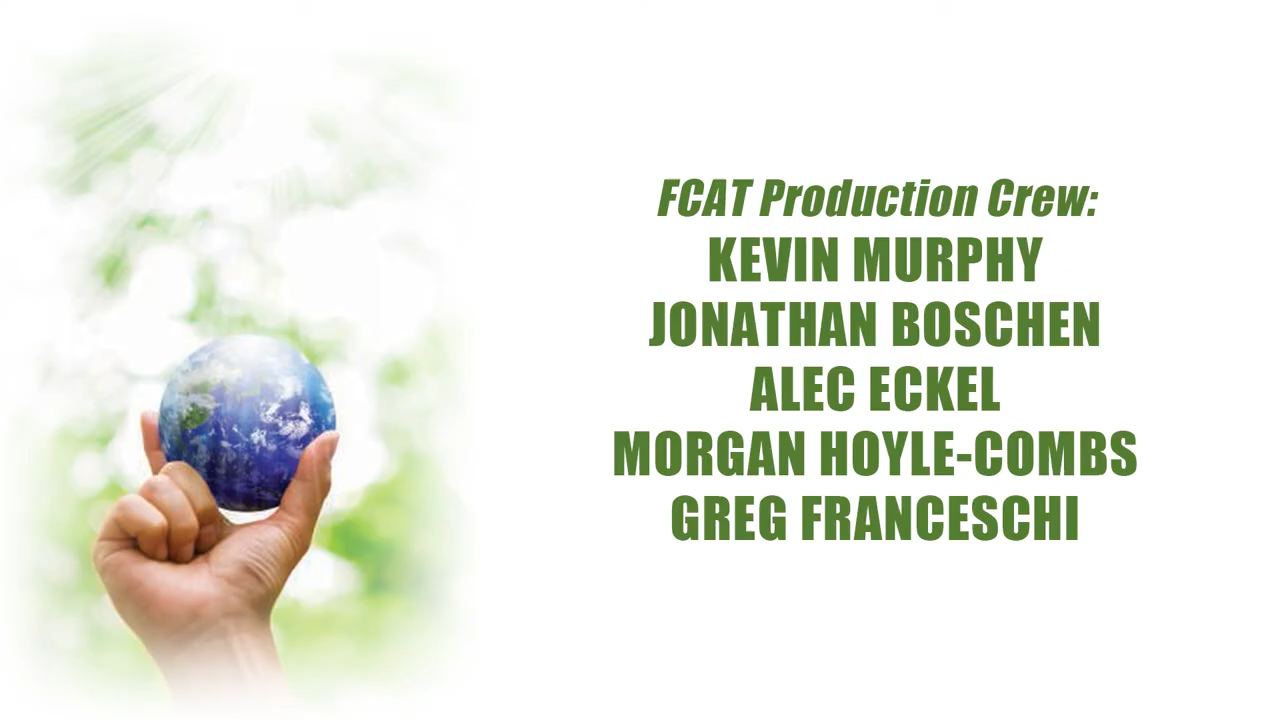 FCAT Production Crew:
KEVIN MURPHY
JONATHAN BOSCHEN
ALEC ECKEL
MORGAN HOYLE-COMBS
GREG FRANCESCHI